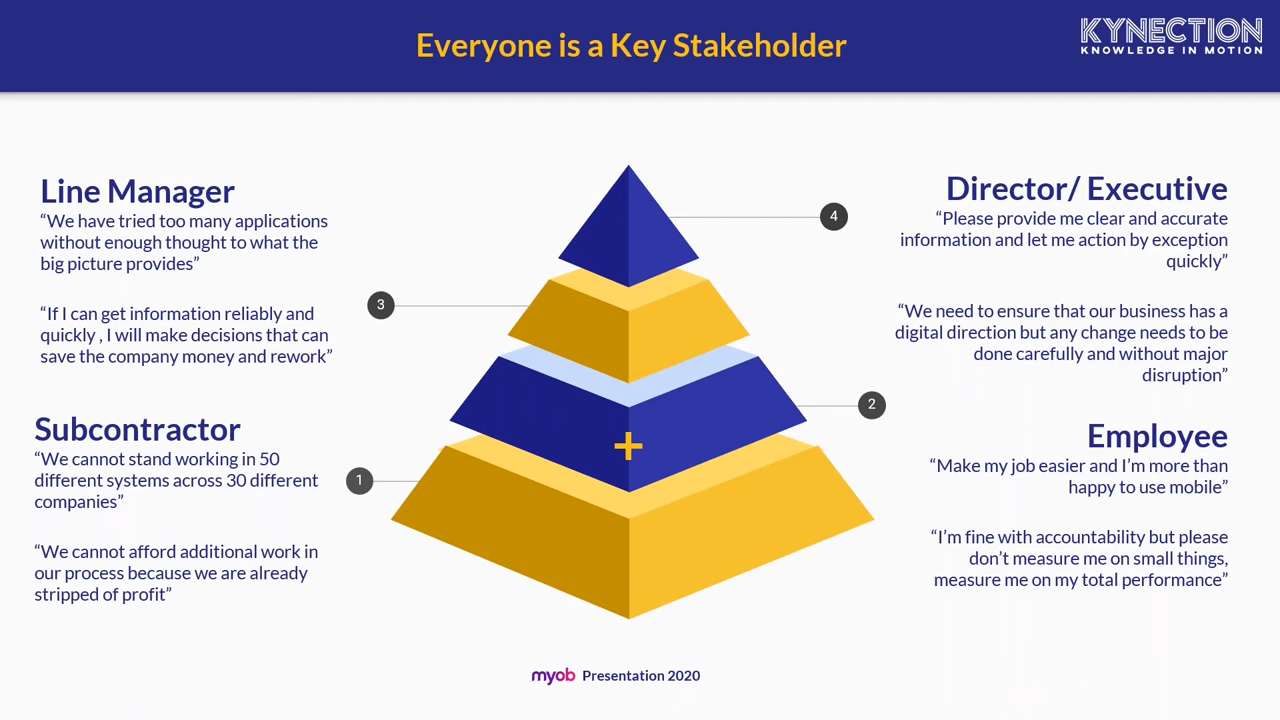 Everyone is a Key Stakeholder
KYNECTION
KNOWLEDGE IN MOTION
Line Manager
“We have tried too many applications
without enough thought to what the
big picture provides”
“If I can get information reliably and
quickly , I will make decisions that can
save the company money and rework”
Subcontractor
“We cannot stand working in 50
different systems across 30 different
companies”
“We cannot afford additional work in
our process because we are already
stripped of profit”
4
3
2
+
1
Director/ Executive
“Please provide me clear and accurate
information and let me action by exception
quickly”
“We need to ensure that our business has a
digital direction but any change needs to be
done carefully and without major
disruption”
Employee
“Make my job easier and I’m more than
happy to use mobile”
“I’m fine with accountability but please
don’t measure me on small things,
measure me on my total performance”
myob Presentation 2020